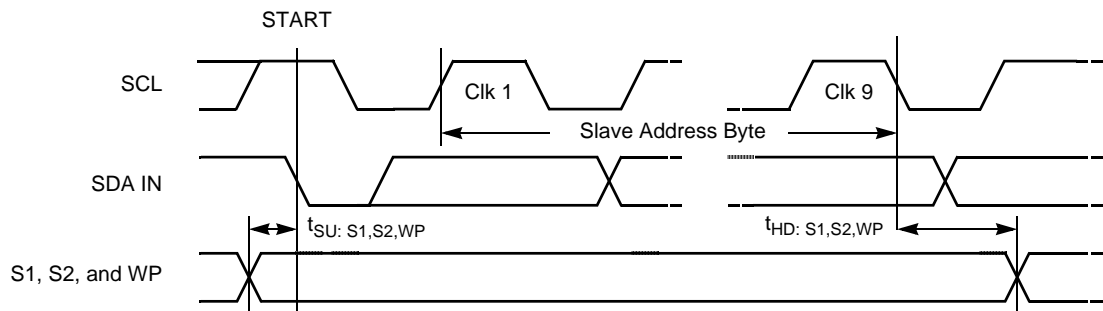 START
SCL
Clk 1
Clk 9
Slave Address Byte
SDA IN
tSU: S1,S2,WP
tHD: S1,S2,WP
S1, S2, and WP